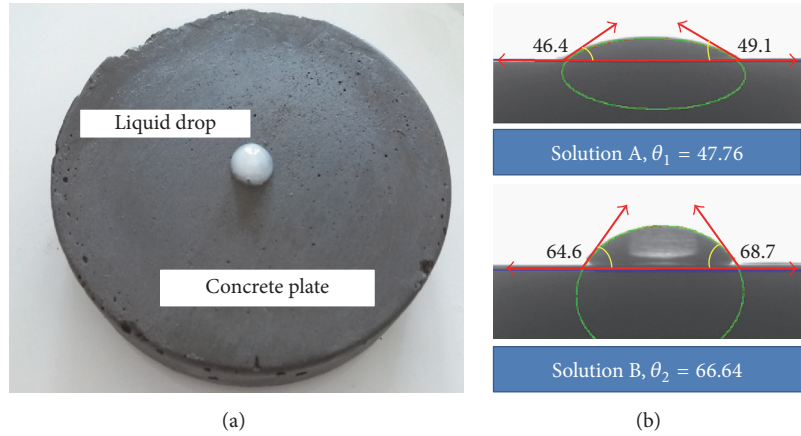 Liquid drop
Concrete plate
(a)
46.4
49.1
Solution A, θ₁ = 47.76
64.6
68.7
Solution B, θ₂ = 66.64
(b)